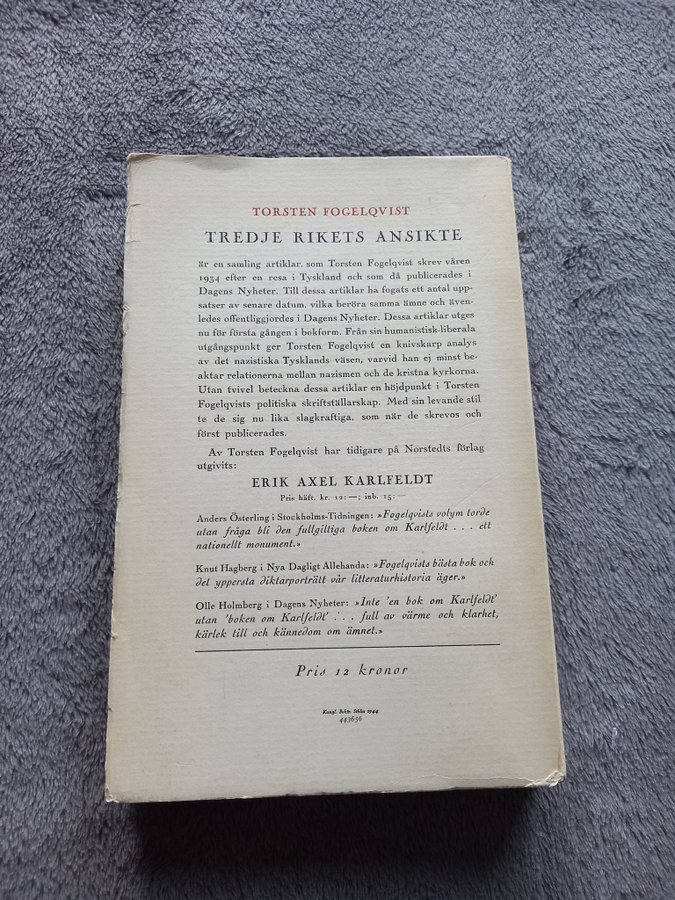 TORSTEN FOGELQVIST
TREDJE RIKETS ANSIKTE
är en samling artiklar, som Torsten Fogelqvist skrev våren
1934 efter en resa i Tyskland och som då publicerades i
Dagens Nyheter. Till dessa artiklar ha fogats ett antal upp-
satser av senare datum, vilka beröra samma ämne och även-
ledes offentliggjordes i Dagens Nyheter. Dessa artiklar utges
nu för första gången i bokform. Från sin humanistisk-liberala
utgångspunkt ger Torsten Fogelqvist en knivskarp analys
av det nazistiska Tysklands väsen, varvid han ej minst be-
aktar relationerna mellan nazismen och de kristna kyrkorna.
Utan tvivel beteckna dessa artiklar en höjdpunkt i Torsten
Fogelqvists politiska skriftställarskap. Med sin levande stil
te de sig nu lika slagkraftiga, som när de skrevos och
först publicerades.
Av Torsten Fogelqvist har tidigare på Norstedts förlag
utgivits:
ERIK AXEL KARLFELDT
Pris häft. kr. 12: —; inb. 15: —
Anders Österling i Stockholms-Tidningen: »Fogelqvists volym torde
utan fråga bli den fullgiltiga boken om Karlfeldt . . . ett
nationellt monument.»
Knut Hagberg i Nya Dagligt Allehanda: »Fogelqvists bästa bok och
det yppersta diktarporträtt vår litteraturhistoria äger.»
Olle Holmberg i Dagens Nyheter: »Inte 'en bok om Karlfeldt'
utan 'boken om Karlfeldt' . . . full av värme och klarhet,
kärlek till och kännedom om ämnet.»
Pris 12 kronor
Kungl. Boktr. Sthlm 1944
443656